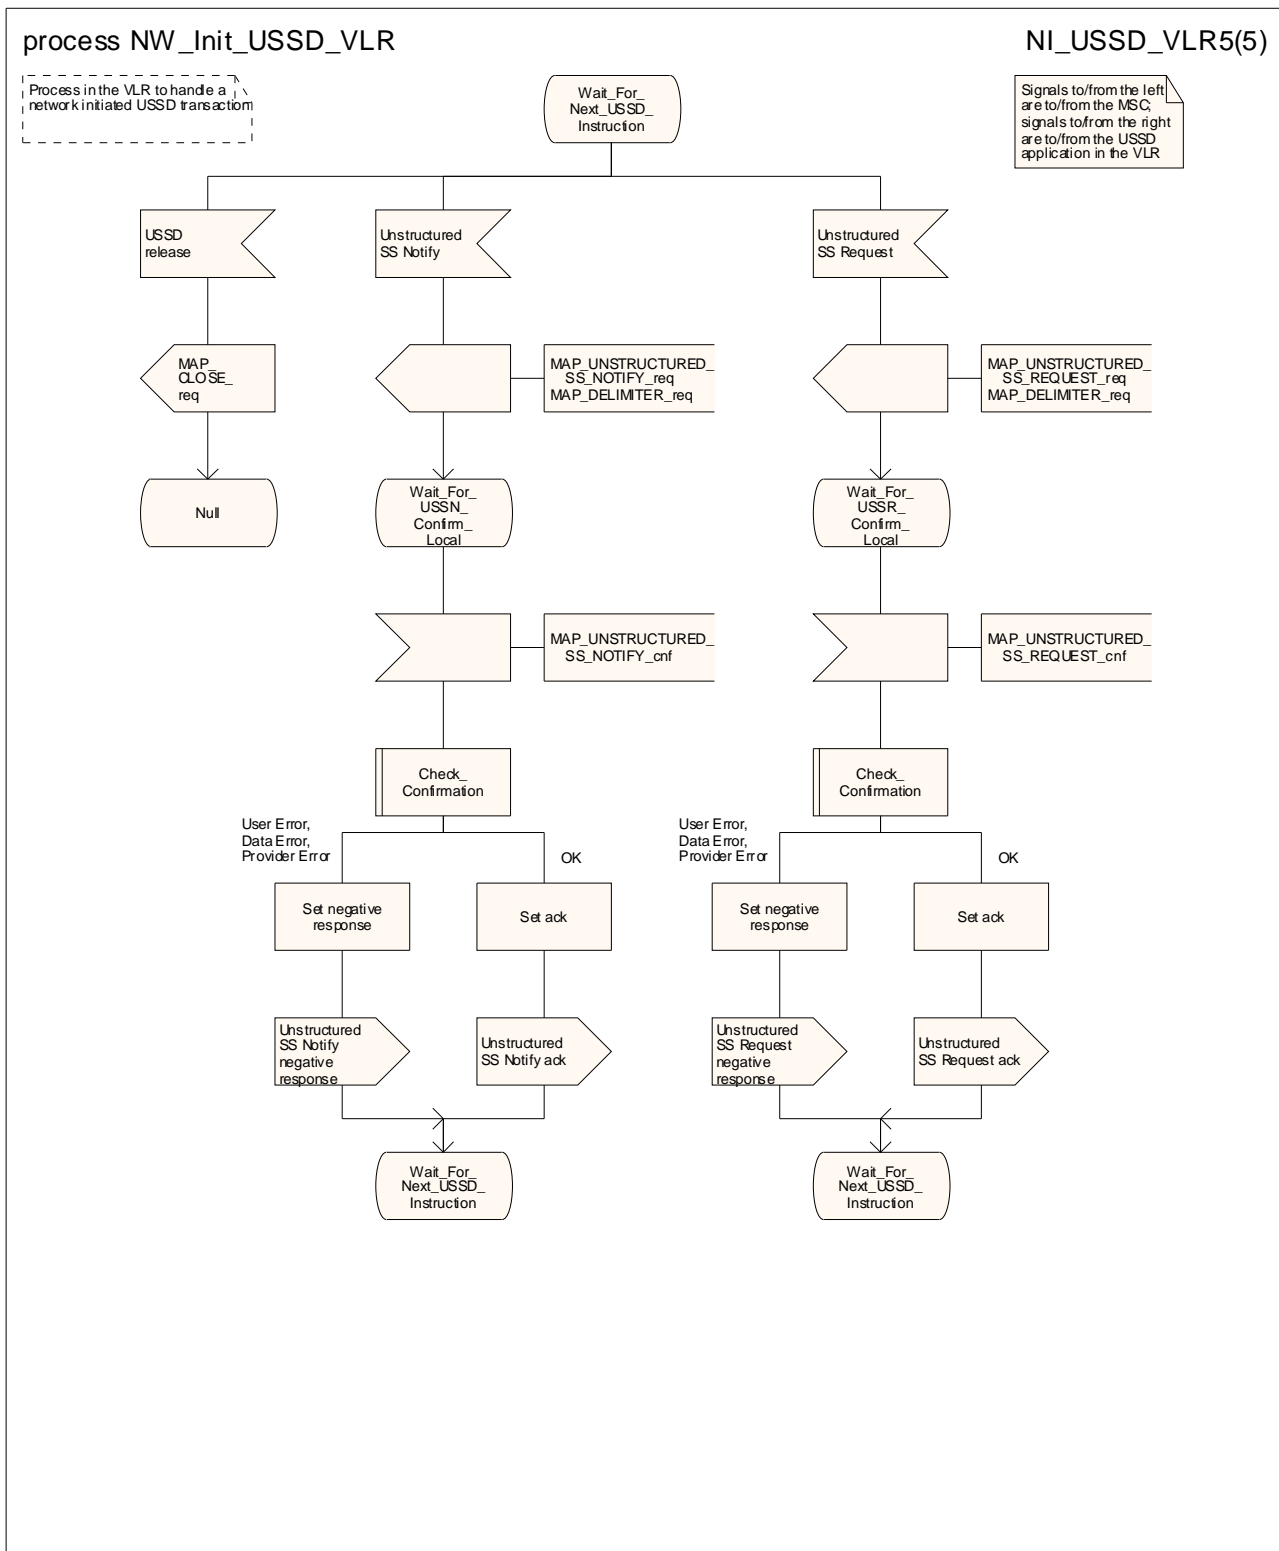 process NW_Init_USSD_VLR
NI_USSD_VLR5(5)
Process in the VLR to handle a
network initiated USSD transaction
Wait_For_
Next_USSD_
Instruction
Signals to/from the left
are to/from the MSC;
signals to/from the right
are to/from the USSD
application in the VLR
USSD
release
Unstructured
SS Notify
Unstructured
SS Request
MAP_
CLOSE_
req
MAP_UNSTRUCTURED_
SS_NOTIFY_req
MAP_DELIMITER_req
MAP_UNSTRUCTURED_
SS_REQUEST_req
MAP_DELIMITER_req
Null
Wait_For_
USSN_
Confirm_
Local
Wait_For_
USSR_
Confirm_
Local
MAP_UNSTRUCTURED_
SS_NOTIFY_cnf
MAP_UNSTRUCTURED_
SS_REQUEST_cnf
Check_
Confirmation
Check_
Confirmation
User Error,
Data Error,
Provider Error
OK
User Error,
Data Error,
Provider Error
OK
Set negative
response
Set ack
Set negative
response
Set ack
Unstructured
SS Notify
negative
response
Unstructured
SS Notify ack
Unstructured
SS Request
negative
response
Unstructured
SS Request ack
Wait_For_
Next_USSD_
Instruction
Wait_For_
Next_USSD_
Instruction